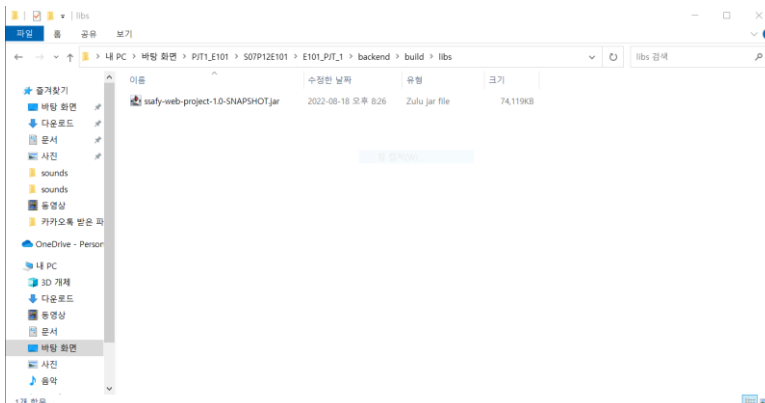 libs
파일 홈 공유 보기
내 PC > 바탕 화면 > PJT1_E101 > S07P12E101 > E101_PJT_1 > backend > build > libs
libs 검색
이름 수정한 날짜 유형 크기
ssafy-web-project-1.0-SNAPSHOT.jar 2022-08-18 오후 8:26 Zulu jar file 74,119KB
즐겨찾기
바탕 화면
다운로드
문서
사진
sounds
sounds
동영상
카카오톡 받은 파
OneDrive - Person
내 PC
3D 개체
다운로드
동영상
문서
바탕 화면
사진
음악
1개 항목